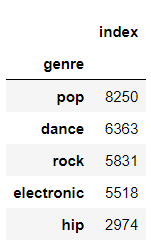 index
genre
pop 8250
dance 6363
rock 5831
electronic 5518
hip 2974